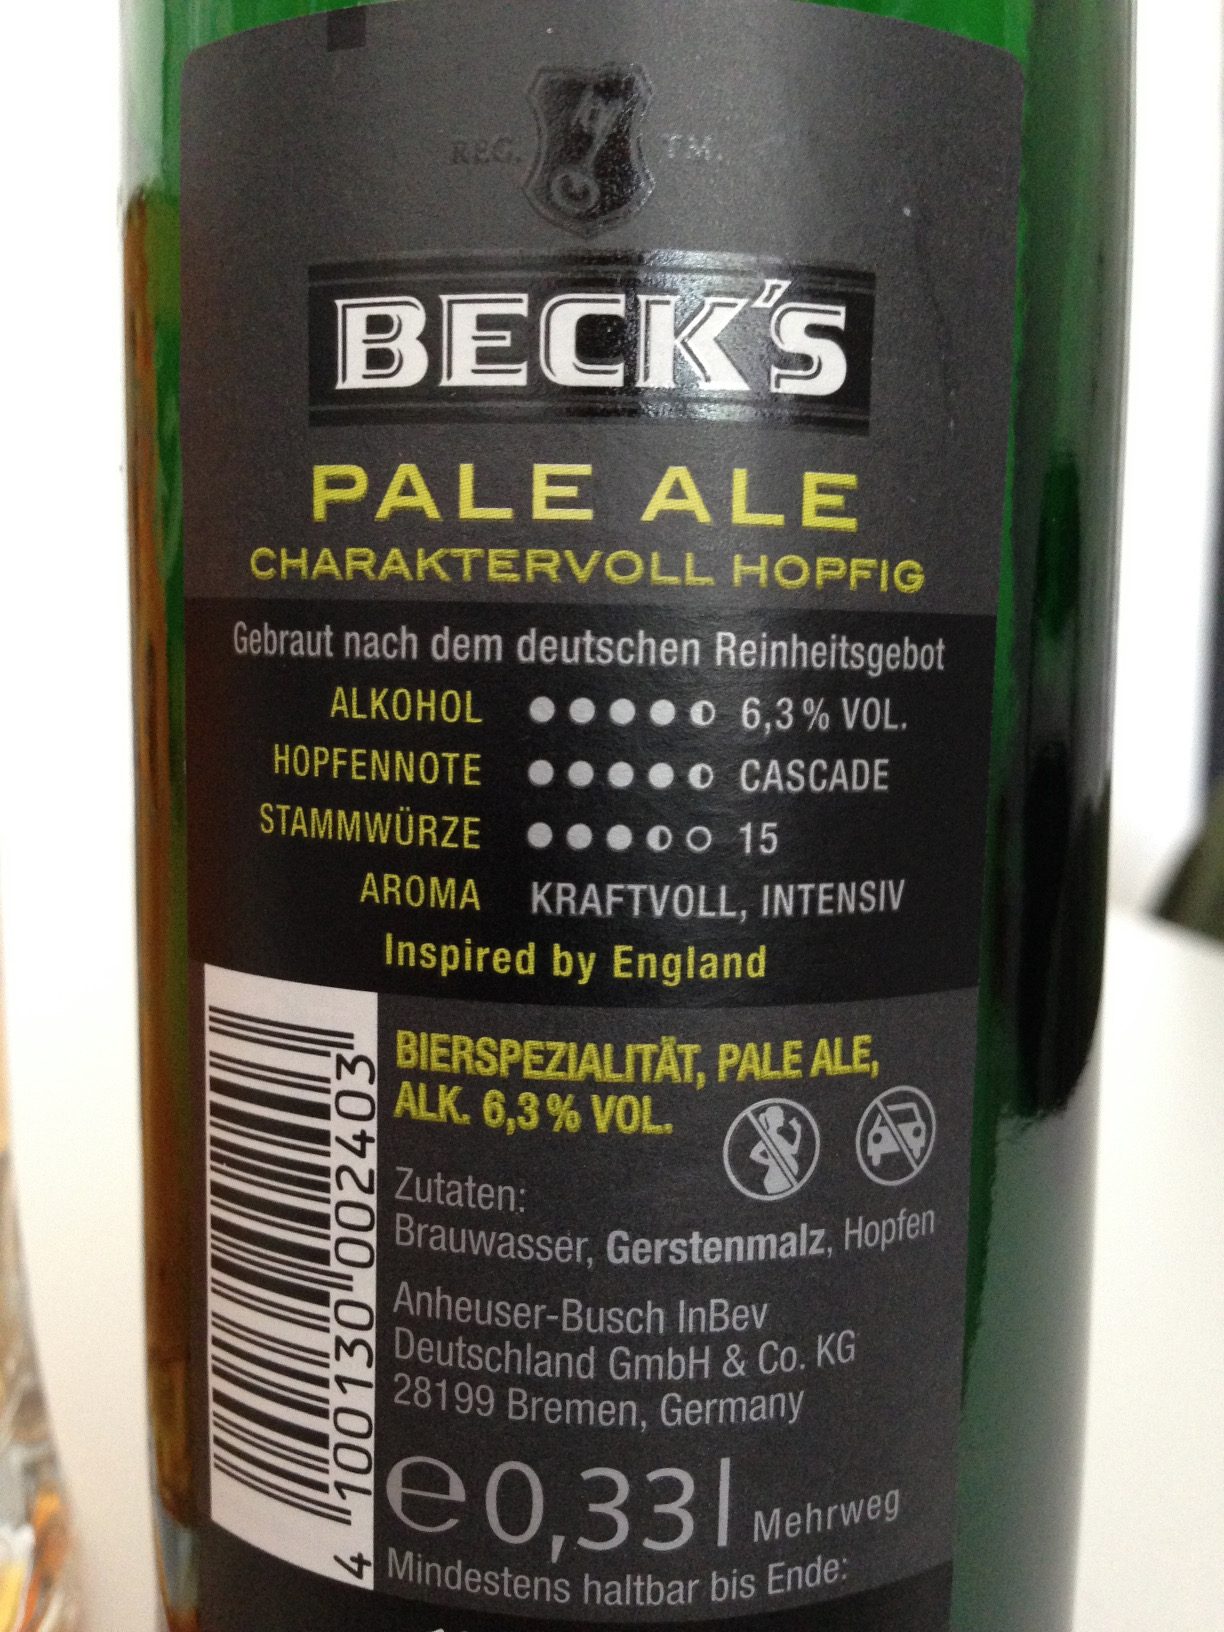 REG. TM.
BECK'S
PALE ALE
CHARAKTERVOLL HOPFIG
Gebraut nach dem deutschen Reinheitsgebot
ALKOHOL 6,3% VOL.
HOPFENNOTE CASCADE
STAMMWÜRZE 15
AROMA KRAFTVOLL, INTENSIV
Inspired by England
BIERSPEZIALITÄT, PALE ALE,
ALK. 6,3% VOL.
Zutaten:
Brauwasser, Gerstenmalz, Hopfen
Anheuser-Busch InBev
Deutschland GmbH & Co. KG
28199 Bremen, Germany
e 0,33 l Mehrweg
Mindestens haltbar bis Ende:
4 100130 002403